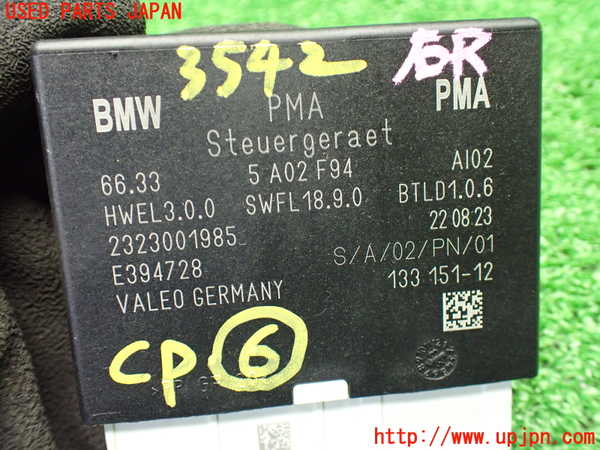 USED PARTS JAPAN
3542 右R
BMW PMA PMA
Steuergeraet
66.33 5 A02 F94 AI02
HWEL3.0.0 SWFL18.9.0 BTLD1.0.6
2323001985 22 08 23
E394728 S/A/02/PN/01
VALEO GERMANY 133 151-12
CP. 6
http://www.upjpn.com/